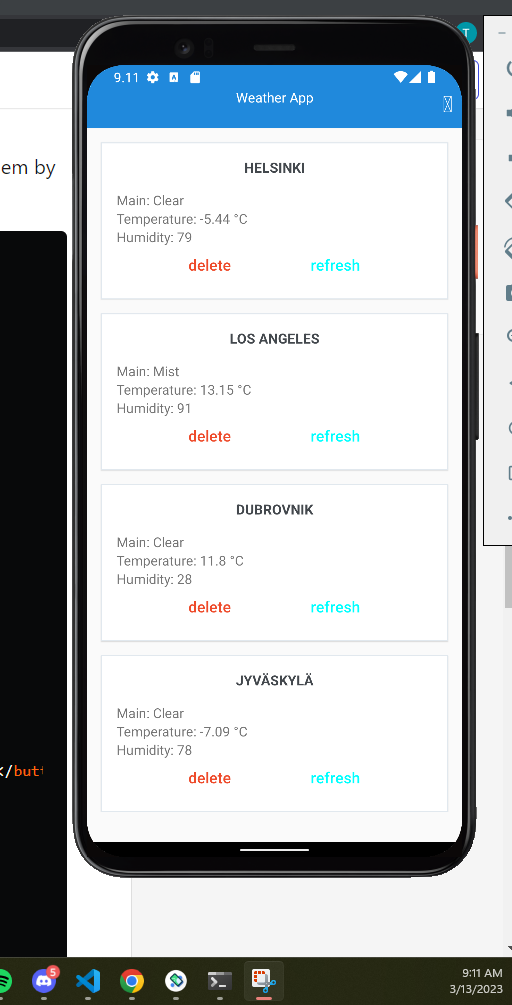 9.11
Weather App
em by
HELSINKI
Main: Clear
Temperature: -5.44 °C
Humidity: 79
delete refresh
LOS ANGELES
Main: Mist
Temperature: 13.15 °C
Humidity: 91
delete refresh
DUBROVNIK
Main: Clear
Temperature: 11.8 °C
Humidity: 28
delete refresh
JYVÄSKYLÄ
Main: Clear
Temperature: -7.09 °C
Humidity: 78
delete refresh
</butt
T
5
9:11 AM
3/13/2023